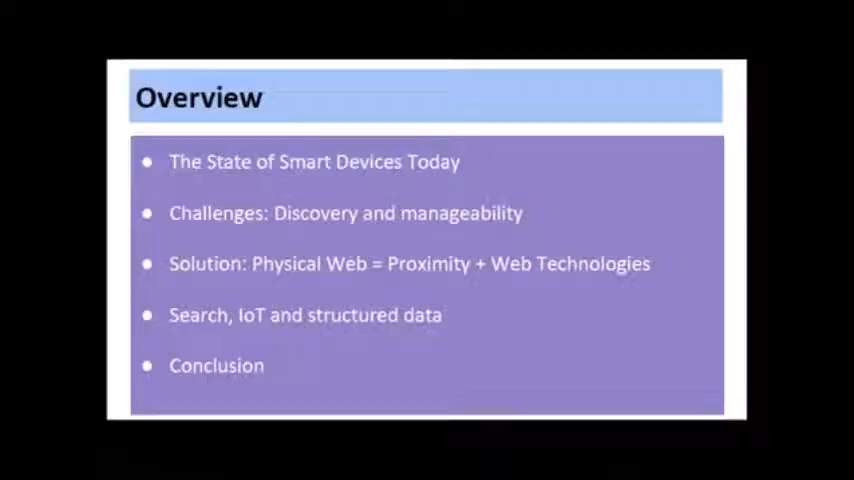 Overview
● The State of Smart Devices Today
● Challenges: Discovery and manageability
● Solution: Physical Web = Proximity + Web Technologies
● Search, IoT and structured data
● Conclusion